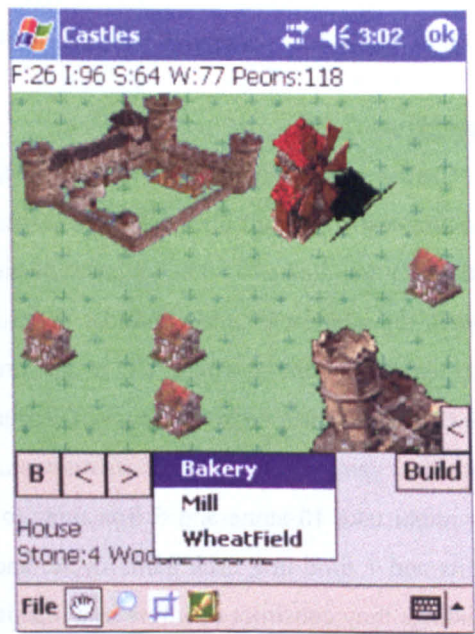 Castles 3:02 ok
F:26 I:96 S:64 W:77 Peons:118
<
B < > Bakery Build
Mill
WheatField
House
Stone:4
File